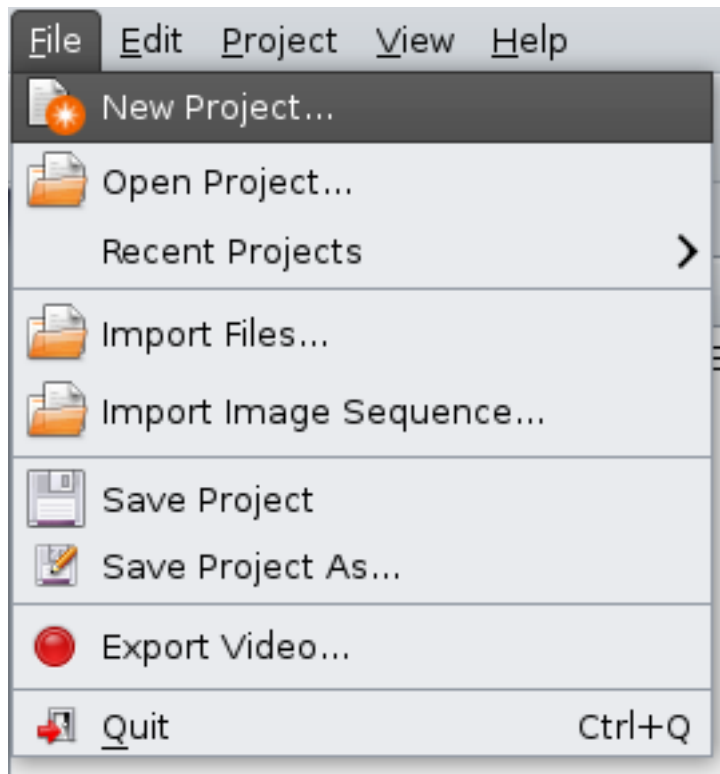 File Edit Project View Help
New Project...
Open Project...
Recent Projects
Import Files...
Import Image Sequence...
Save Project
Save Project As...
Export Video...
Quit Ctrl+Q